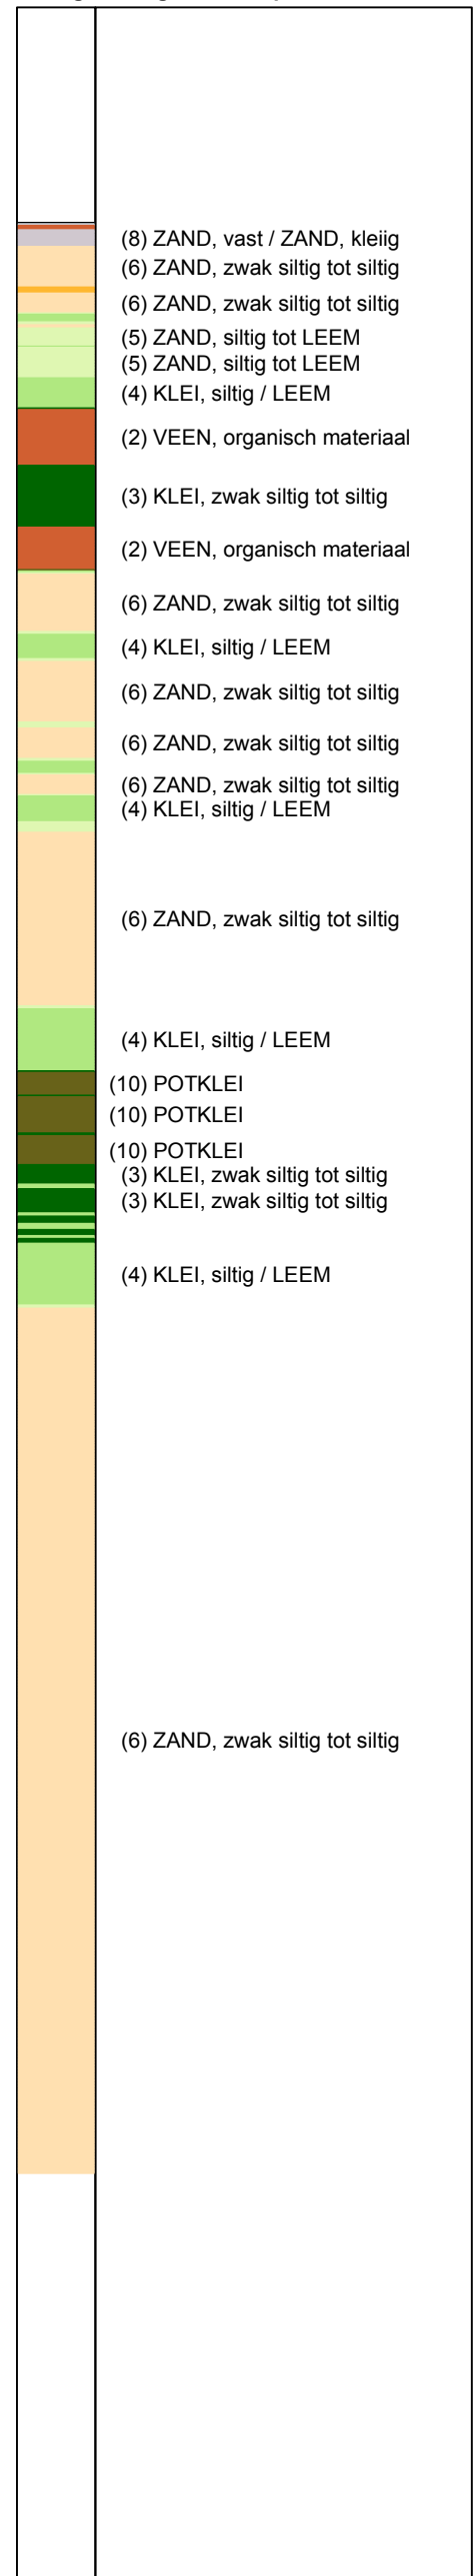 (8) ZAND, vast / ZAND, kleiig
(6) ZAND, zwak siltig tot siltig
(6) ZAND, zwak siltig tot siltig
(5) ZAND, siltig tot LEEM
(5) ZAND, siltig tot LEEM
(4) KLEI, siltig / LEEM
(2) VEEN, organisch materiaal
(3) KLEI, zwak siltig tot siltig
(2) VEEN, organisch materiaal
(6) ZAND, zwak siltig tot siltig
(4) KLEI, siltig / LEEM
(6) ZAND, zwak siltig tot siltig
(6) ZAND, zwak siltig tot siltig
(6) ZAND, zwak siltig tot siltig
(4) KLEI, siltig / LEEM
(6) ZAND, zwak siltig tot siltig
(4) KLEI, siltig / LEEM
(10) POTKLEI
(10) POTKLEI
(10) POTKLEI
(3) KLEI, zwak siltig tot siltig
(3) KLEI, zwak siltig tot siltig
(4) KLEI, siltig / LEEM
(6) ZAND, zwak siltig tot siltig